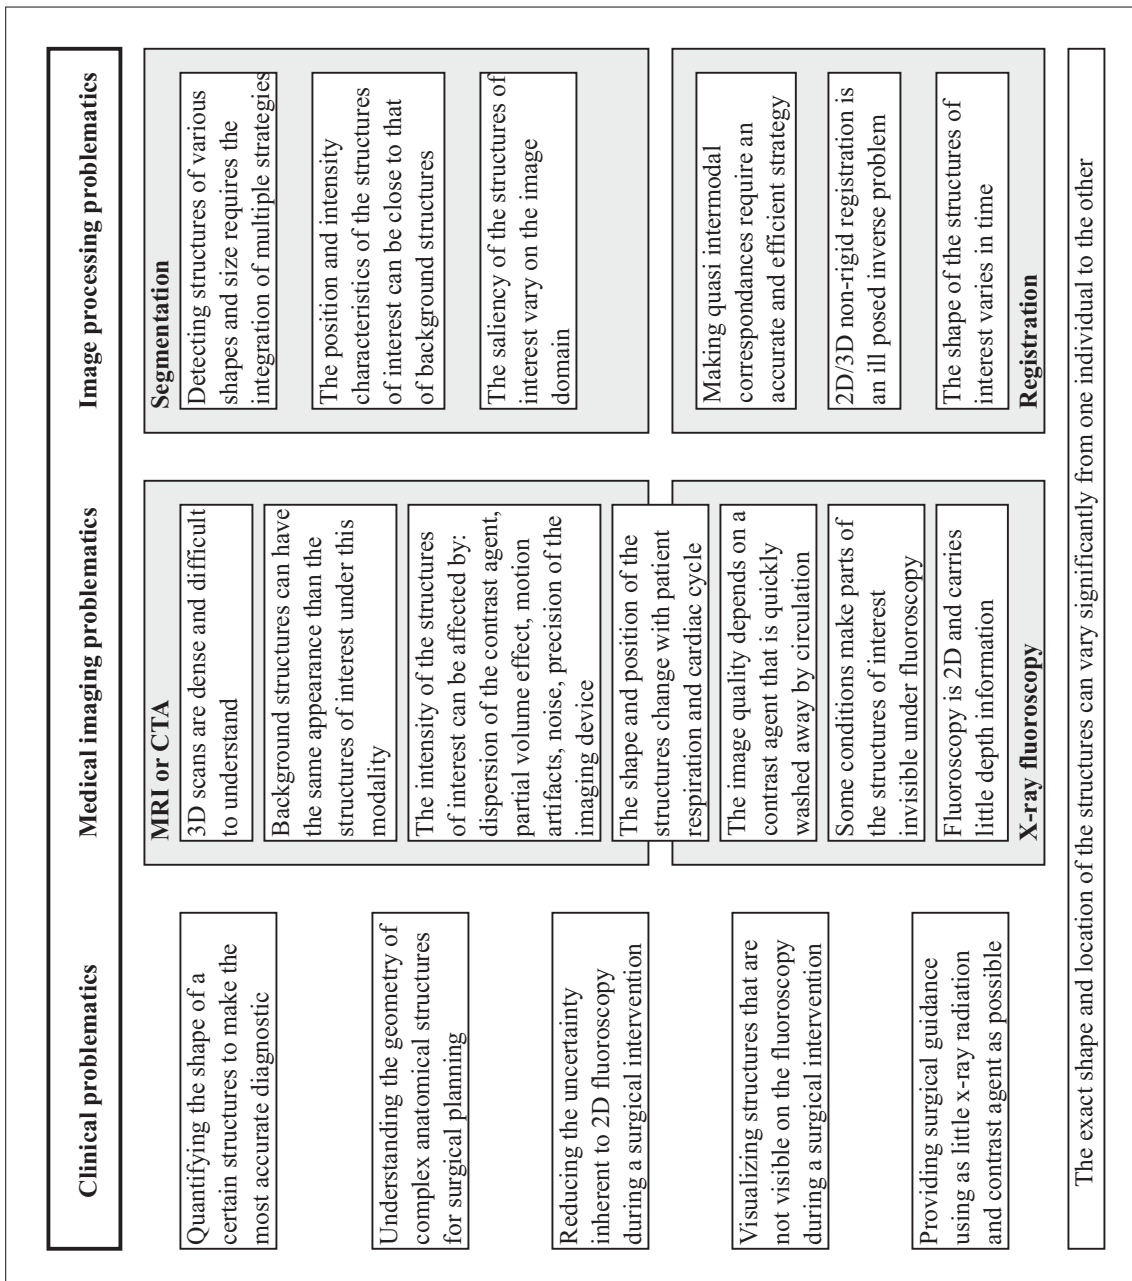 Clinical problematics
Medical imaging problematics
Image processing problematics
Quantifying the shape of a
certain structures to make the
most accurate diagnostic
Understanding the geometry of
complex anatomical structures
for surgical planning
Reducing the uncertainty
inherent to 2D fluoroscopy
during a surgical intervention
Visualizing structures that are
not visible on the fluoroscopy
during a surgical intervention
Providing surgical guidance
using as little x-ray radiation
and contrast agent as possible
MRI or CTA
3D scans are dense and difficult
to understand
Background structures can have
the same appearance than the
structures of interest under this
modality
The intensity of the structures
of interest can be affected by:
dispersion of the contrast agent,
partial volume effect, motion
artifacts, noise, precision of the
imaging device
The shape and position of the
structures change with patient
respiration and cardiac cycle
The image quality depends on a
contrast agent that is quickly
washed away by circulation
Some conditions make parts of
the structures of interest
invisible under fluoroscopy
Fluoroscopy is 2D and carries
little depth information
X-ray fluoroscopy
Segmentation
Detecting structures of various
shapes and size requires the
integration of multiple strategies
The position and intensity
characteristics of the structures
of interest can be close to that
of background structures
The saliency of the structures of
interest vary on the image
domain
Making quasi intermodal
correspondances require an
accurate and efficient strategy
2D/3D non-rigid registration is
an ill posed inverse problem
The shape of the structures of
interest varies in time
Registration
The exact shape and location of the structures can vary significantly from one individual to the other